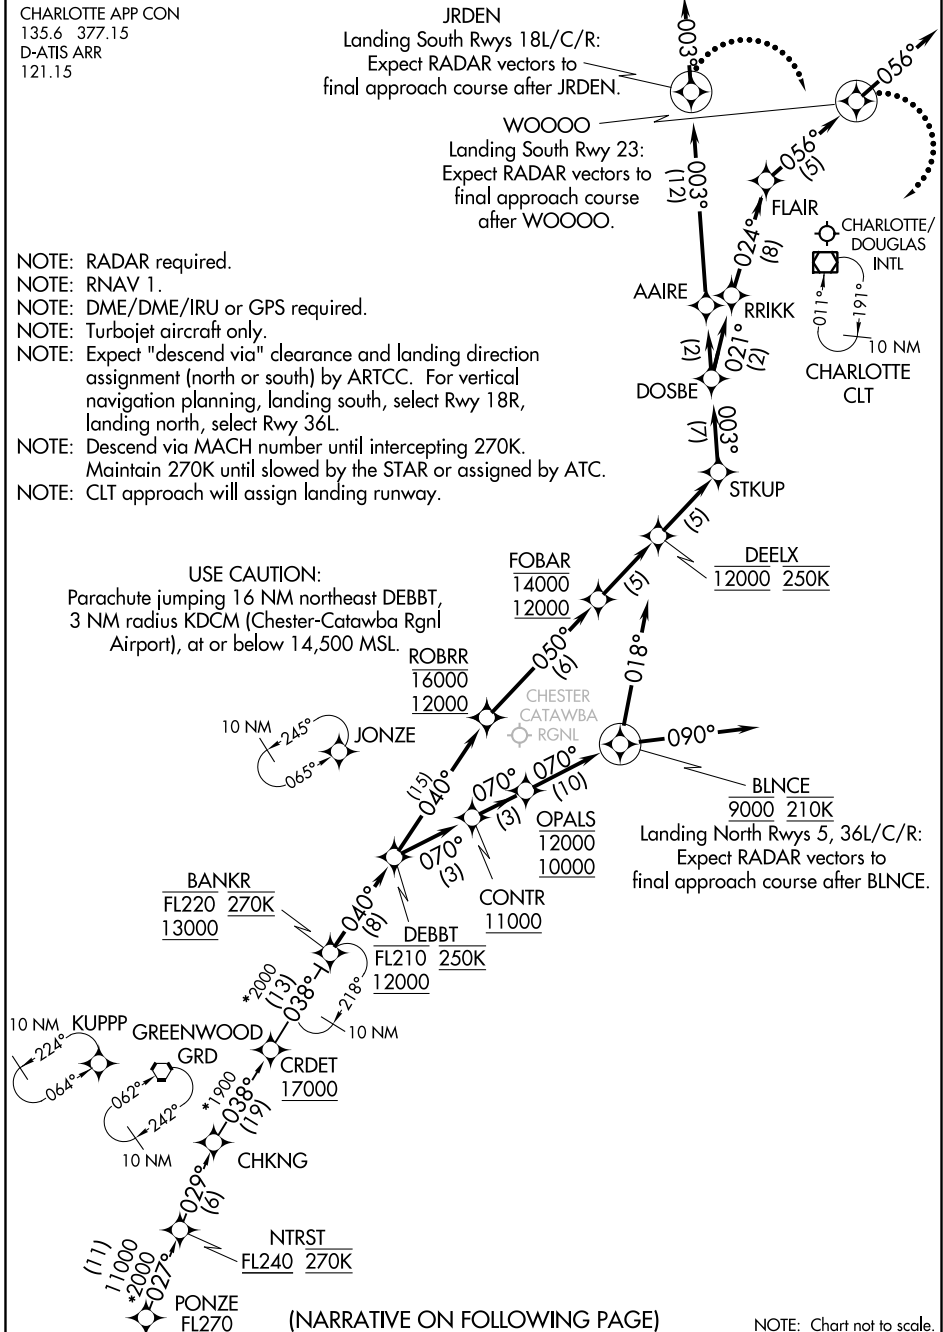 CHARLOTTE APP CON
135.6 377.15
D-ATIS ARR
121.15
JRDEN
Landing South Rwys 18L/C/R:
Expect RADAR vectors to
final approach course after JRDEN.
003°
056°
WOOOO
Landing South Rwy 23:
Expect RADAR vectors to
final approach course
after WOOOO.
003°
(12)
056°
(5)
FLAIR
024°
(8)
CHARLOTTE/
DOUGLAS
INTL
011°
191°
10 NM
CHARLOTTE
CLT
NOTE: RADAR required.
NOTE: RNAV 1.
NOTE: DME/DME/IRU or GPS required.
NOTE: Turbojet aircraft only.
NOTE: Expect "descend via" clearance and landing direction
assignment (north or south) by ARTCC. For vertical
navigation planning, landing south, select Rwy 18R,
landing north, select Rwy 36L.
NOTE: Descend via MACH number until intercepting 270K.
Maintain 270K until slowed by the STAR or assigned by ATC.
NOTE: CLT approach will assign landing runway.
AAIRE
RRIKK
(2)
021°
(2)
DOSBE
(7)
003°
STKUP
(5)
DEELX
12000 250K
FOBAR
14000
12000
(5)
USE CAUTION:
Parachute jumping 16 NM northeast DEBBT,
3 NM radius KDCM (Chester-Catawba Rgnl
Airport), at or below 14,500 MSL.
ROBRR
16000
12000
050°
(6)
018°
CHESTER
CATAWBA
RGNL
10 NM
245°
065°
JONZE
090°
(15)
040°
070°
(3)
070°
(10)
BLNCE
9000 210K
Landing North Rwys 5, 36L/C/R:
Expect RADAR vectors to
final approach course after BLNCE.
OPALS
12000
10000
070°
(3)
CONTR
11000
BANKR
FL220 270K
13000
040°
(8)
DEBBT
FL210 250K
12000
*2000
(13)
038°
218°
10 NM
10 NM
KUPPP
224°
064°
GREENWOOD
GRD
062°
242°
10 NM
CRDET
17000
*1900
038°
(19)
CHKNG
029°
(6)
NTRST
FL240 270K
(11)
11000
*2000
027°
PONZE
FL270
(NARRATIVE ON FOLLOWING PAGE)
NOTE: Chart not to scale.